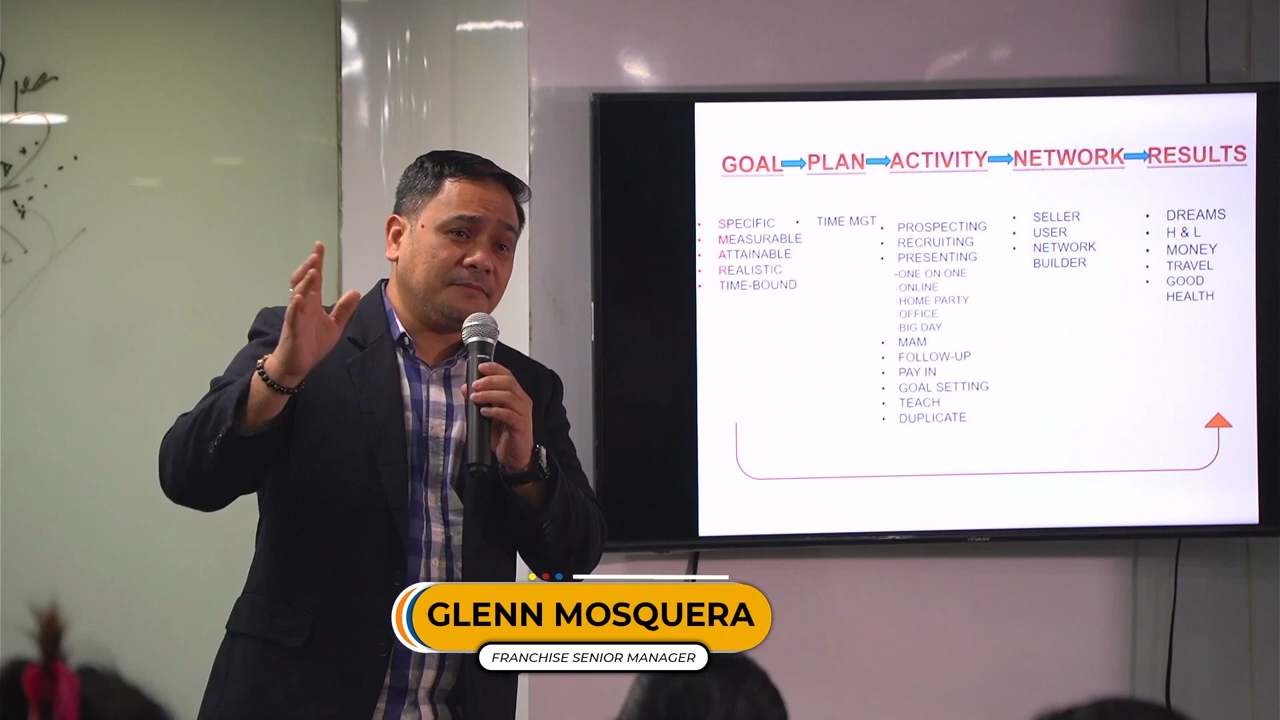 GOAL PLAN ACTIVITY NETWORK RESULTS
SPECIFIC
MEASURABLE
ATTAINABLE
REALISTIC
TIME-BOUND
TIME MGT
PROSPECTING
RECRUITING
PRESENTING
-ONE ON ONE
-ONLINE
-HOME PARTY
-OFFICE
-BIG DAY
MAM
FOLLOW-UP
PAY IN
GOAL SETTING
TEACH
DUPLICATE
SELLER
USER
NETWORK
BUILDER
DREAMS
H & L
MONEY
TRAVEL
GOOD
HEALTH
GLENN MOSQUERA
FRANCHISE SENIOR MANAGER